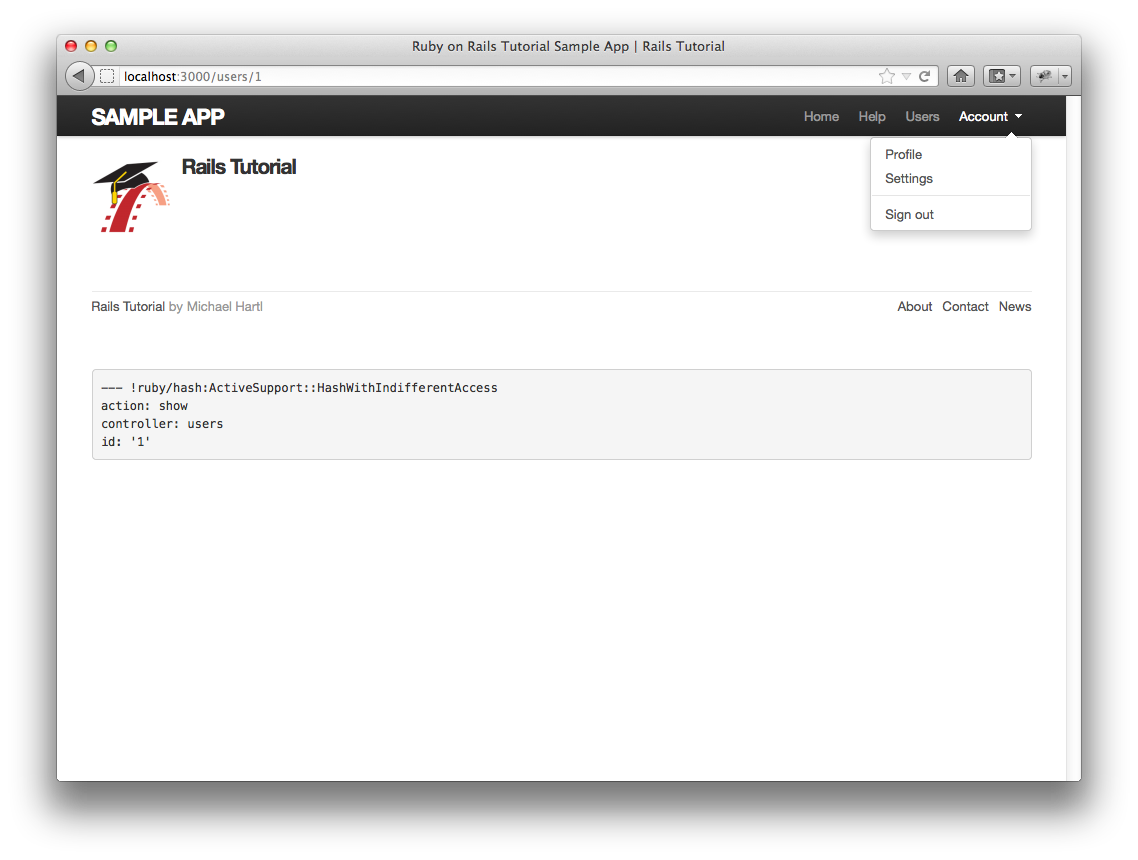 Ruby on Rails Tutorial Sample App | Rails Tutorial
localhost:3000/users/1
SAMPLE APP Home Help Users Account
Profile
Settings
Sign out
Rails Tutorial
Rails Tutorial by Michael Hartl About Contact News
--- !ruby/hash:ActiveSupport::HashWithIndifferentAccess
action: show
controller: users
id: '1'